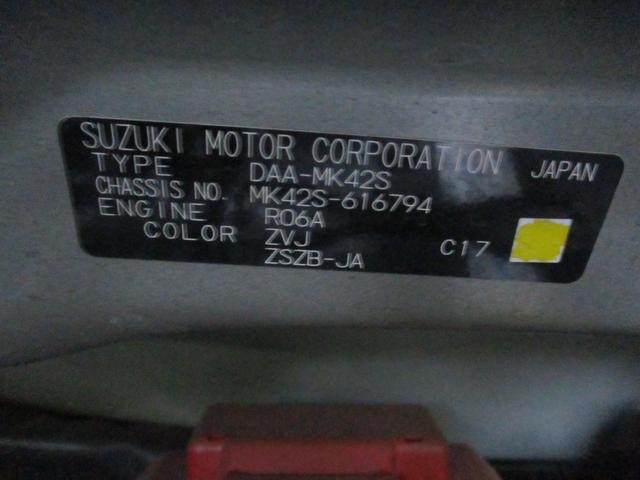 SUZUKI MOTOR CORPORATION JAPAN
TYPE DAA-MK42S
CHASSIS NO. MK42S-616794
ENGINE R06A
COLOR ZVJ C17
ZSZB-JA